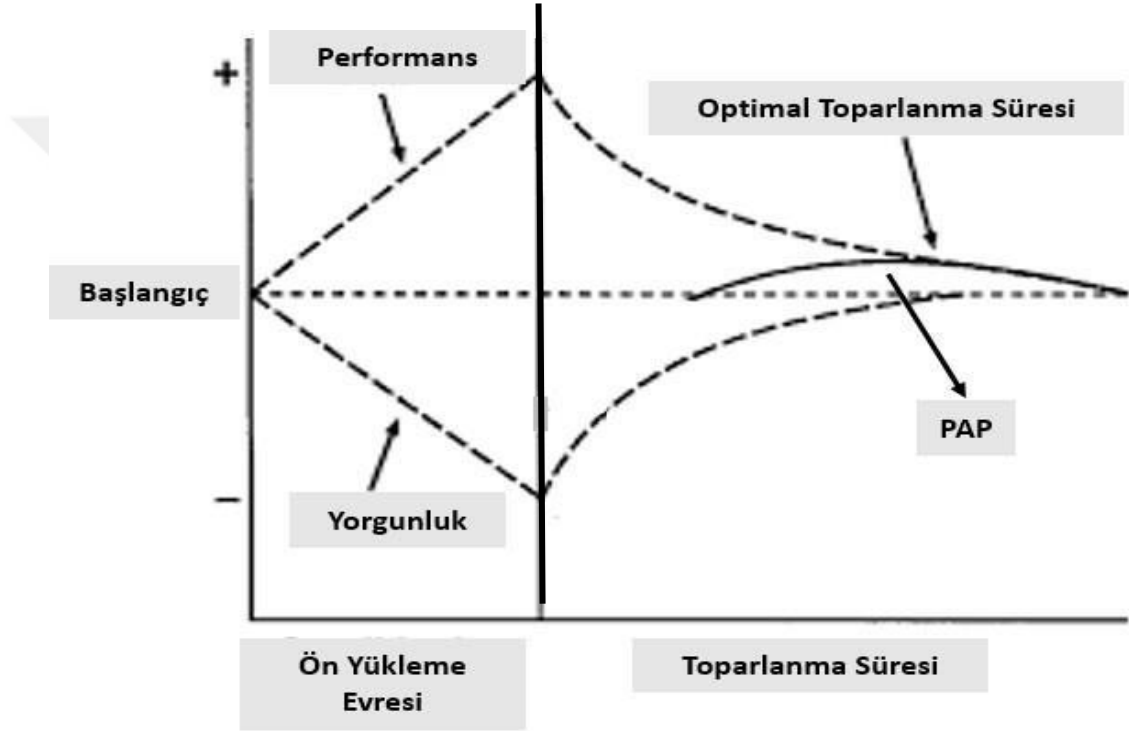 Performans
+
Optimal Toparlanma Süresi
Başlangıç
PAP
−
Yorgunluk
Ön Yükleme
Evresi
Toparlanma Süresi